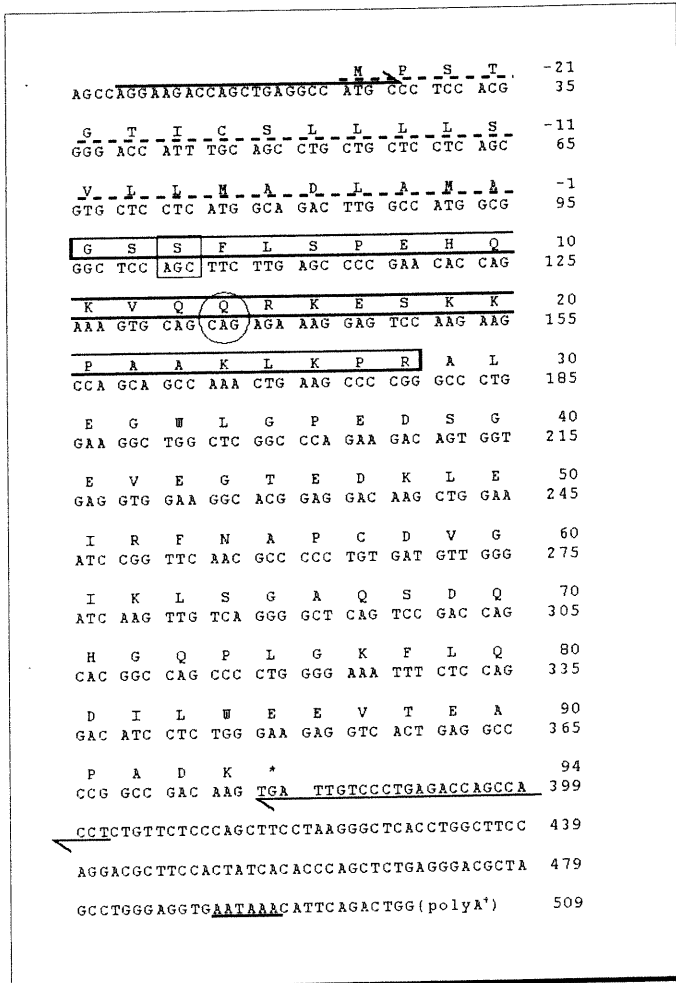 M P S T -21
AGCCAGGAAGACCAGCTGAGGCC ATG CCC TCC ACG 35
G T I C S L L L L S -11
GGG ACC ATT TGC AGC CTG CTG CTC CTC AGC 65
V L L M A D L A M A -1
GTG CTC CTC ATG GCA GAC TTG GCC ATG GCG 95
G S S F L S P E H Q 10
GGC TCC AGC TTC TTG AGC CCC GAA CAC CAG 125
K V Q Q R K E S K K 20
AAA GTG CAG CAG AGA AAG GAG TCC AAG AAG 155
P A A K L K P R A L 30
CCA GCA GCC AAA CTG AAG CCC CGG GCC CTG 185
E G W L G P E D S G 40
GAA GGC TGG CTC GGC CCA GAA GAC AGT GGT 215
E V E G T E D K L E 50
GAG GTG GAA GGC ACG GAG GAC AAG CTG GAA 245
I R F N A P C D V G 60
ATC CGG TTC AAC GCC CCC TGT GAT GTT GGG 275
I K L S G A Q S D Q 70
ATC AAG TTG TCA GGG GCT CAG TCC GAC CAG 305
H G Q P L G K F L Q 80
CAC GGC CAG CCC CTG GGG AAA TTT CTC CAG 335
D I L W E E V T E A 90
GAC ATC CTC TGG GAA GAG GTC ACT GAG GCC 365
P A D K * 94
CCG GCC GAC AAG TGA TTGTCCCTGAGACCAGCCA 399
CCTCTGTTCTCCCAGCTTCCTAAGGGCTCACCTGGCTTCC 439
AGGACGCTTCCACTATCACACCCAGCTCTGAGGGACGCTA 479
GCCTGGGAGGTGAATAAACATTCAGACTGG(polyA+) 509